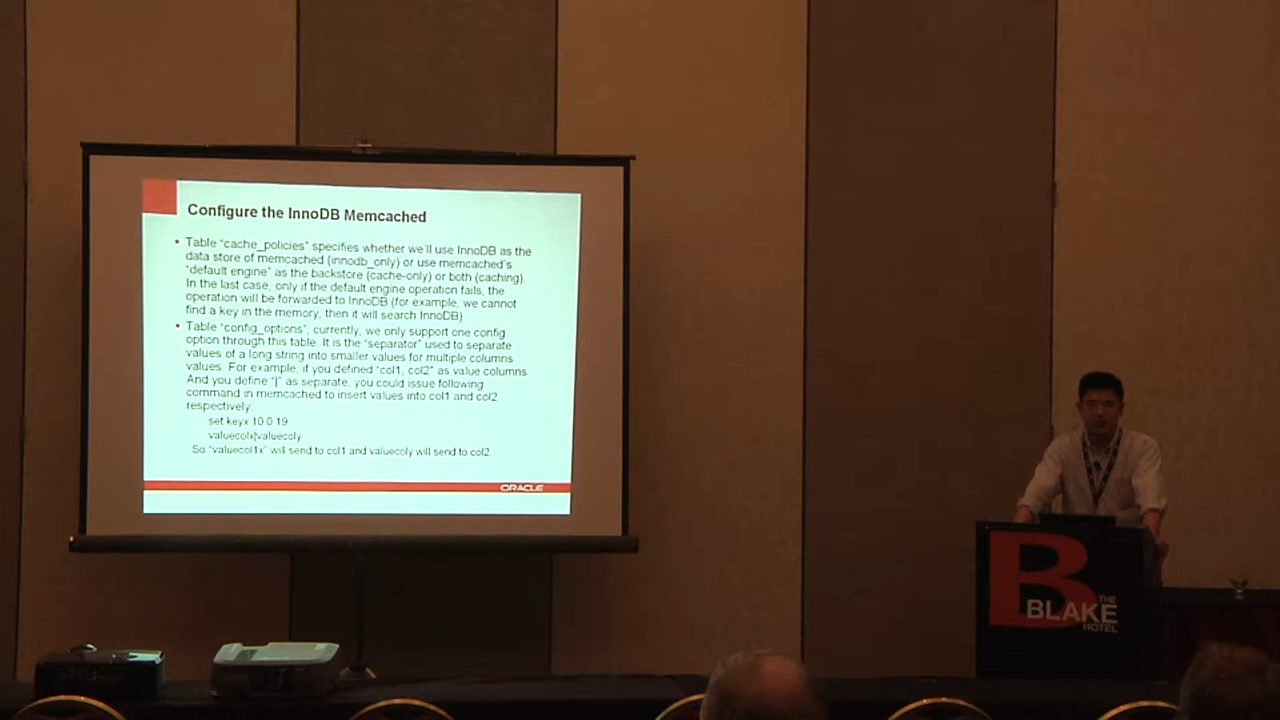 Configure the InnoDB Memcached
• Table "cache_policies" specifies whether we'll use InnoDB as the
data store of memcached (innodb_only) or use memcached's
"default engine" as the backstore (cache-only) or both (caching).
In the last case, only if the default engine operation fails, the
operation will be forwarded to InnoDB (for example, we cannot
find a key in the memory, then it will search InnoDB)
• Table "config_options", currently, we only support one config
option through this table. It is the "separator" used to separate
values of a long string into smaller values for multiple columns
values. For example, if you defined "col1, col2" as value columns.
And you define "|" as separate, you could issue following
command in memcached to insert values into col1 and col2
respectively:
set keyx 10 0 19
valuecolx|valuecoly
So "valuecol1x" will send to col1 and valuecoly will send to col2.
ORACLE
B
THE
BLAKE
HOTEL